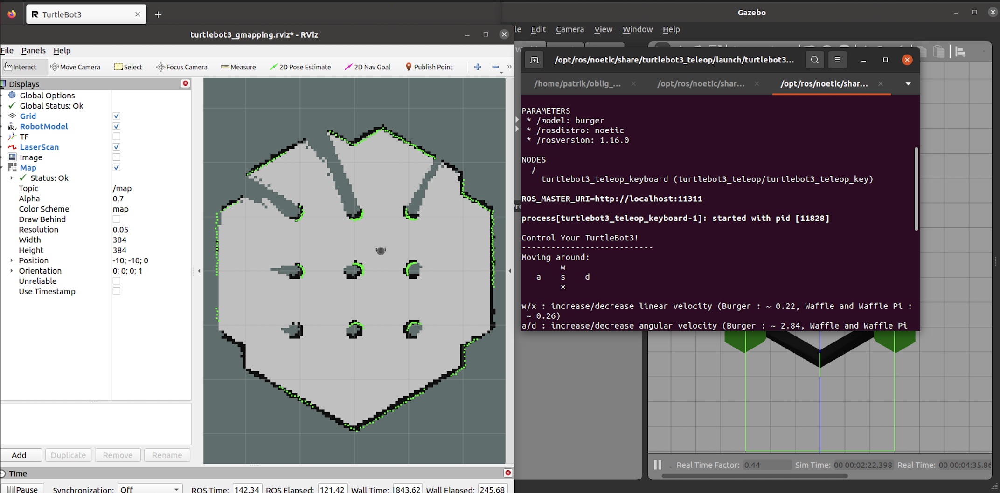 TurtleBot3
turtlebot3_gmapping.rviz* - RViz
File Panels Help
Interact Move Camera Select Focus Camera Measure 2D Pose Estimate 2D Nav Goal Publish Point
Displays
Global Options
Global Status: Ok
Grid
RobotModel
TF
LaserScan
Image
Map
Status: Ok
Topic /map
Alpha 0,7
Color Scheme map
Draw Behind
Resolution 0,05
Width 384
Height 384
Position -10; -10; 0
Orientation 0; 0; 0; 1
Unreliable
Use Timestamp
Add Duplicate Remove Rename
Time
Pause Synchronization: Off ROS Time: 142.34 ROS Elapsed: 121.42 Wall Time: 843.62 Wall Elapsed: 245.68
Gazebo
Edit Camera View Window Help
/opt/ros/noetic/share/turtlebot3_teleop/launch/turtlebot3...
/home/patrik/oblig_... /opt/ros/noetic/shar... /opt/ros/noetic/shar...
PARAMETERS
* /model: burger
* /rosdistro: noetic
* /rosversion: 1.16.0
NODES
/
turtlebot3_teleop_keyboard (turtlebot3_teleop/turtlebot3_teleop_key)
ROS_MASTER_URI=http://localhost:11311
process[turtlebot3_teleop_keyboard-1]: started with pid [11828]
Control Your TurtleBot3!
---------------------------
Moving around:
w
a s d
x
w/x : increase/decrease linear velocity (Burger : ~ 0.22, Waffle and Waffle Pi :
~ 0.26)
a/d : increase/decrease angular velocity (Burger : ~ 2.84, Waffle and Waffle Pi
Real Time Factor: 0.44 Sim Time: 00 00:02:22.398 Real Time: 00 00:04:35.86